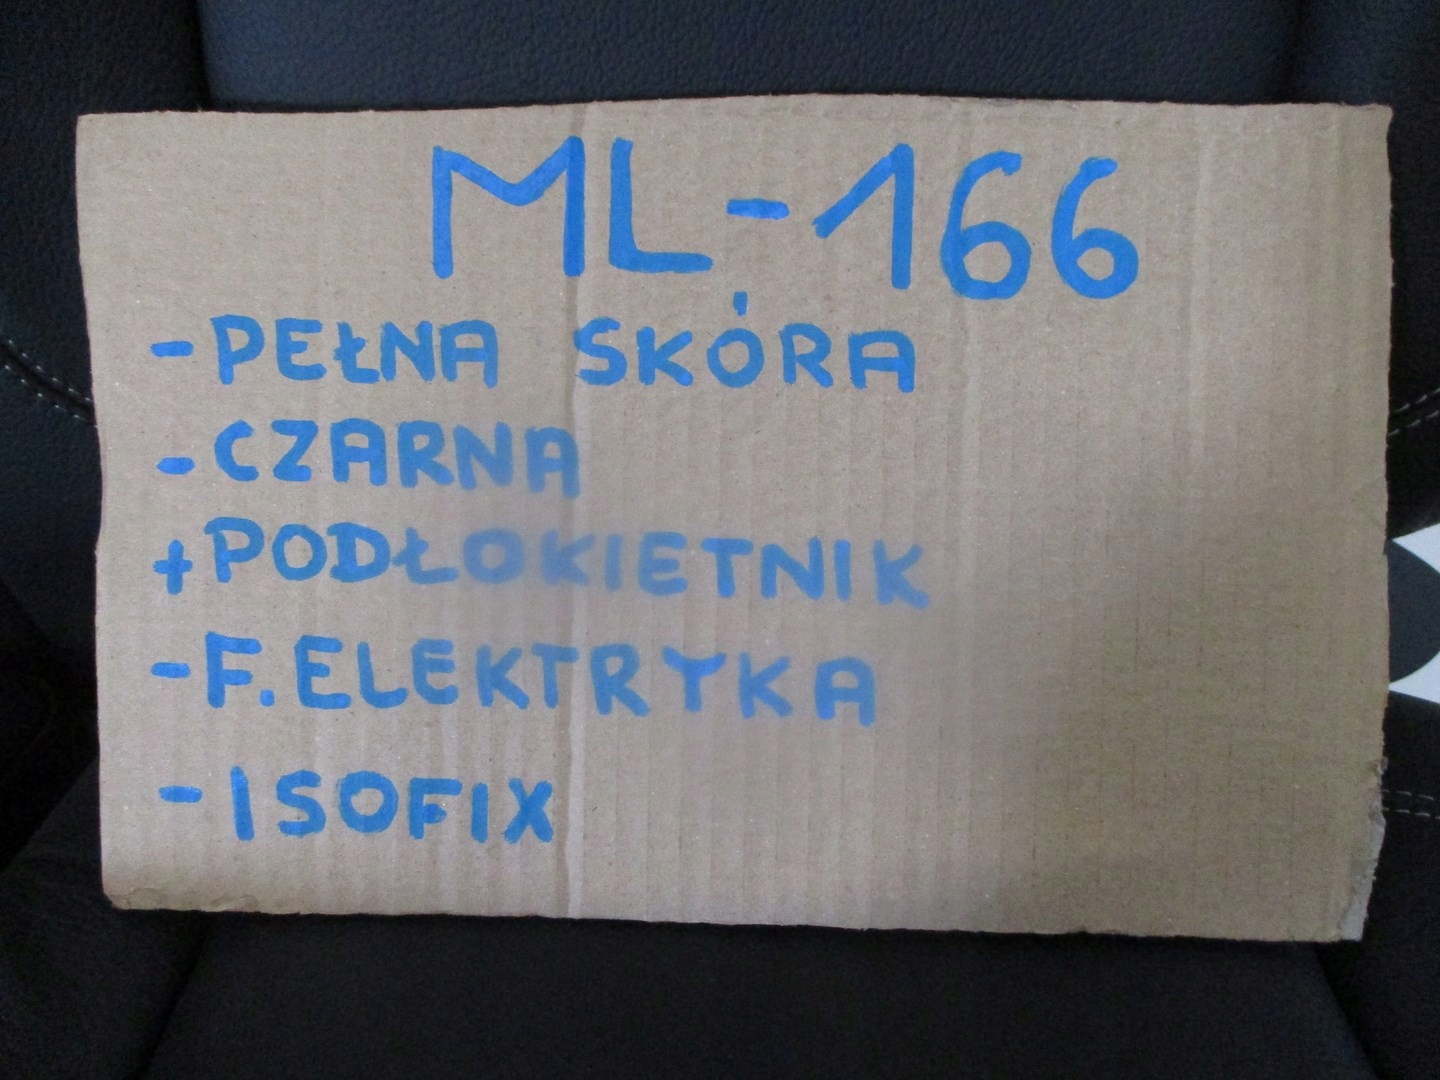 ML-166
- PEŁNA SKÓRA
- CZARNA
+ PODŁOKIETNIK
- F. ELEKTRYKA
- ISOFIX